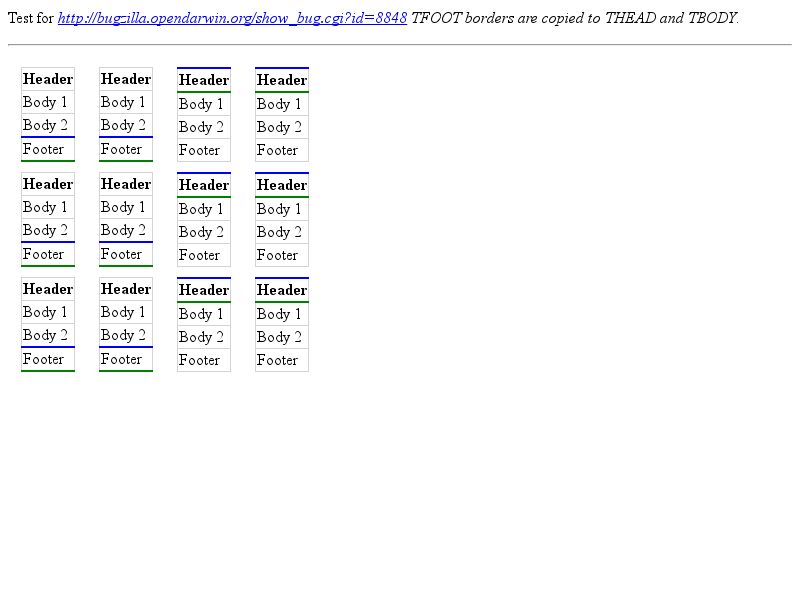 Test for http://bugzilla.opendarwin.org/show_bug.cgi?id=8848 TFOOT borders are copied to THEAD and TBODY.
Header Header Header Header
Body 1 Body 1 Body 1 Body 1
Body 2 Body 2 Body 2 Body 2
Footer Footer Footer Footer
Header Header Header Header
Body 1 Body 1 Body 1 Body 1
Body 2 Body 2 Body 2 Body 2
Footer Footer Footer Footer
Header Header Header Header
Body 1 Body 1 Body 1 Body 1
Body 2 Body 2 Body 2 Body 2
Footer Footer Footer Footer